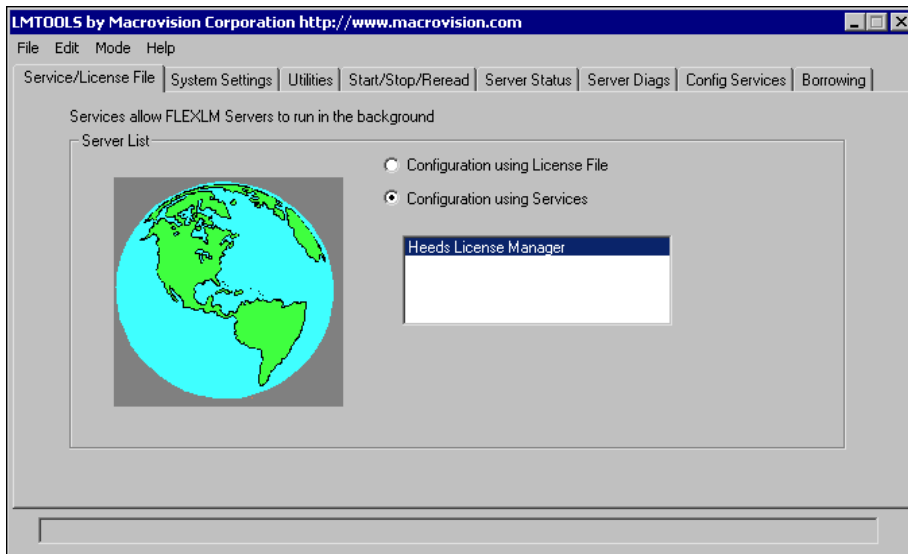 LMTOOLS by Macrovision Corporation http://www.macrovision.com
File Edit Mode Help
Service/License File System Settings Utilities Start/Stop/Reread Server Status Server Diags Config Services Borrowing
Services allow FLEXLM Servers to run in the background
Server List
Configuration using License File
Configuration using Services
Heeds License Manager